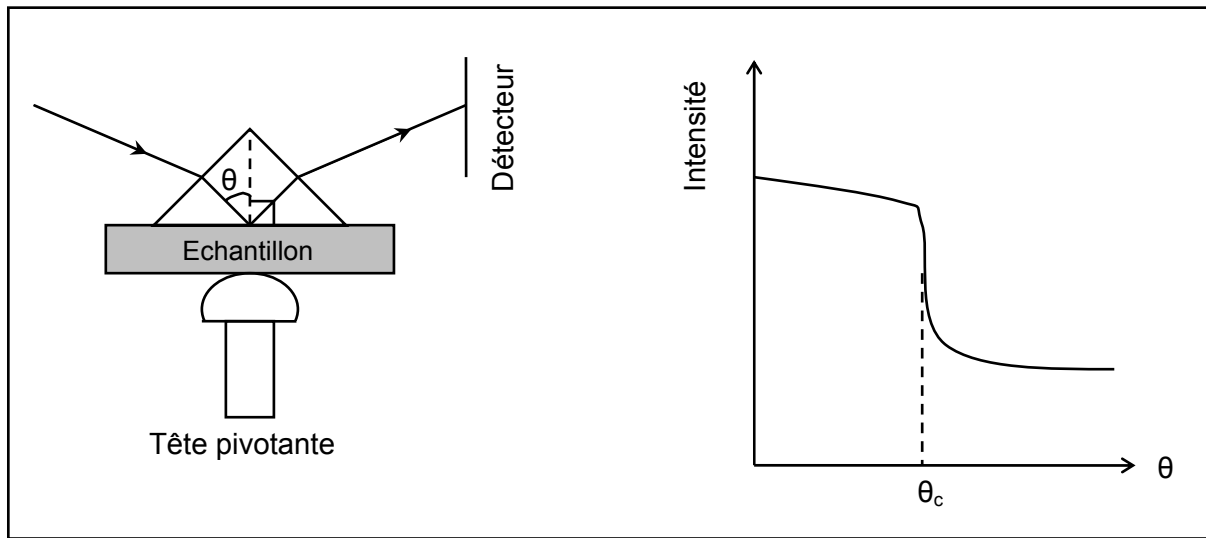 Détecteur
θ
Echantillon
Tête pivotante
Intensité
θ
θc